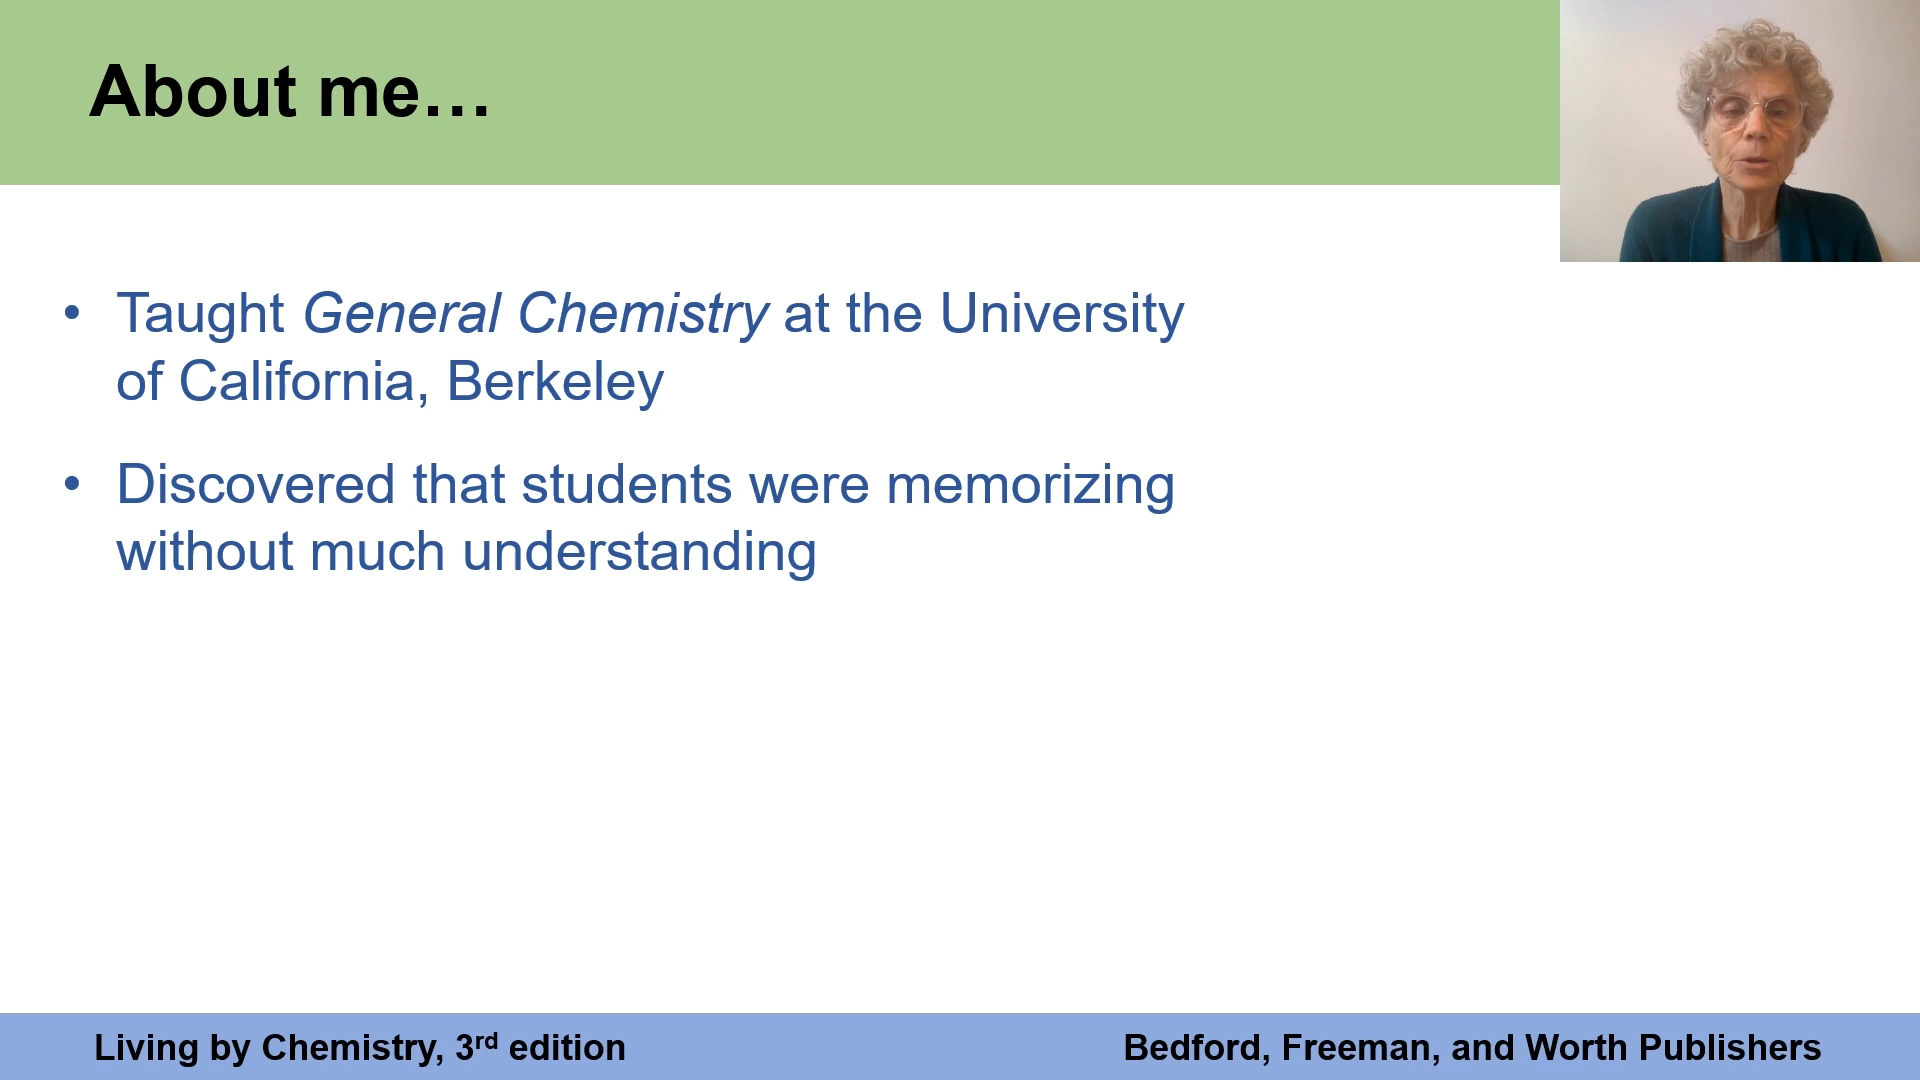 About me…
• Taught General Chemistry at the University
of California, Berkeley
• Discovered that students were memorizing
without much understanding
Living by Chemistry, 3rd edition
Bedford, Freeman, and Worth Publishers